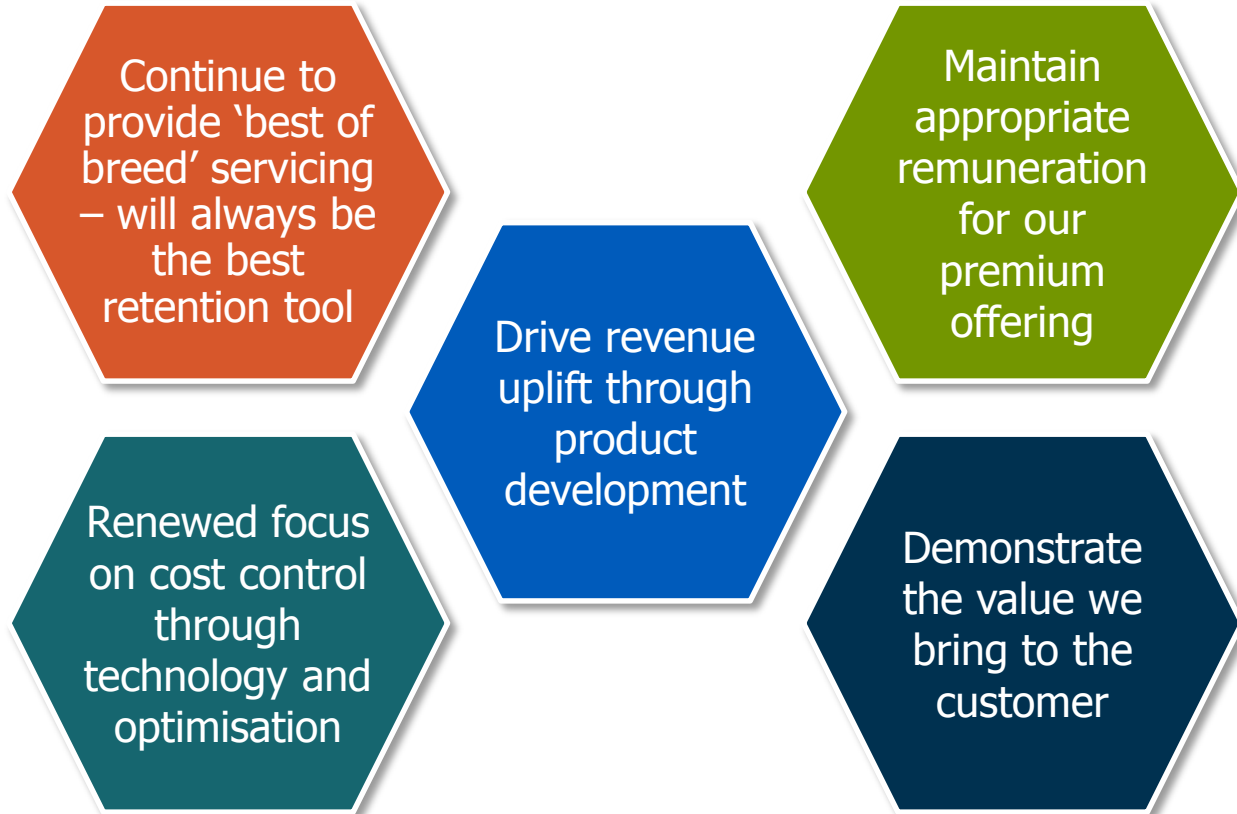 Continue to
provide ‘best of
breed’ servicing
– will always be
the best
retention tool
Maintain
appropriate
remuneration
for our
premium
offering
Drive revenue
uplift through
product
development
Renewed focus
on cost control
through
technology and
optimisation
Demonstrate
the value we
bring to the
customer